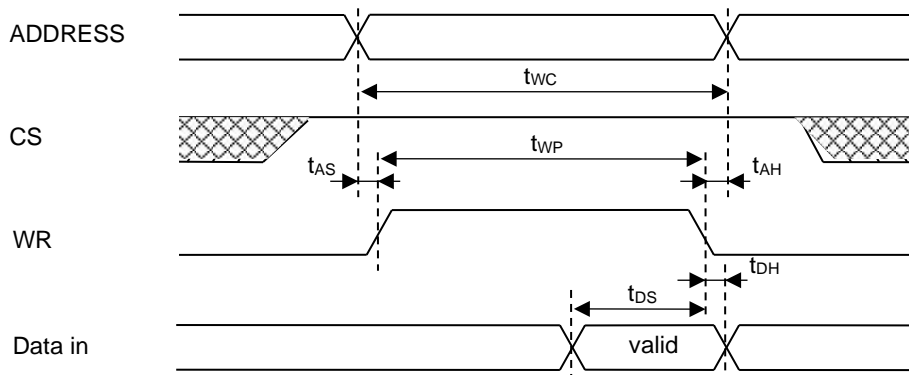 ADDRESS
tWC
CS
tWP
tAS
tAH
WR
tDH
tDS
Data in
valid